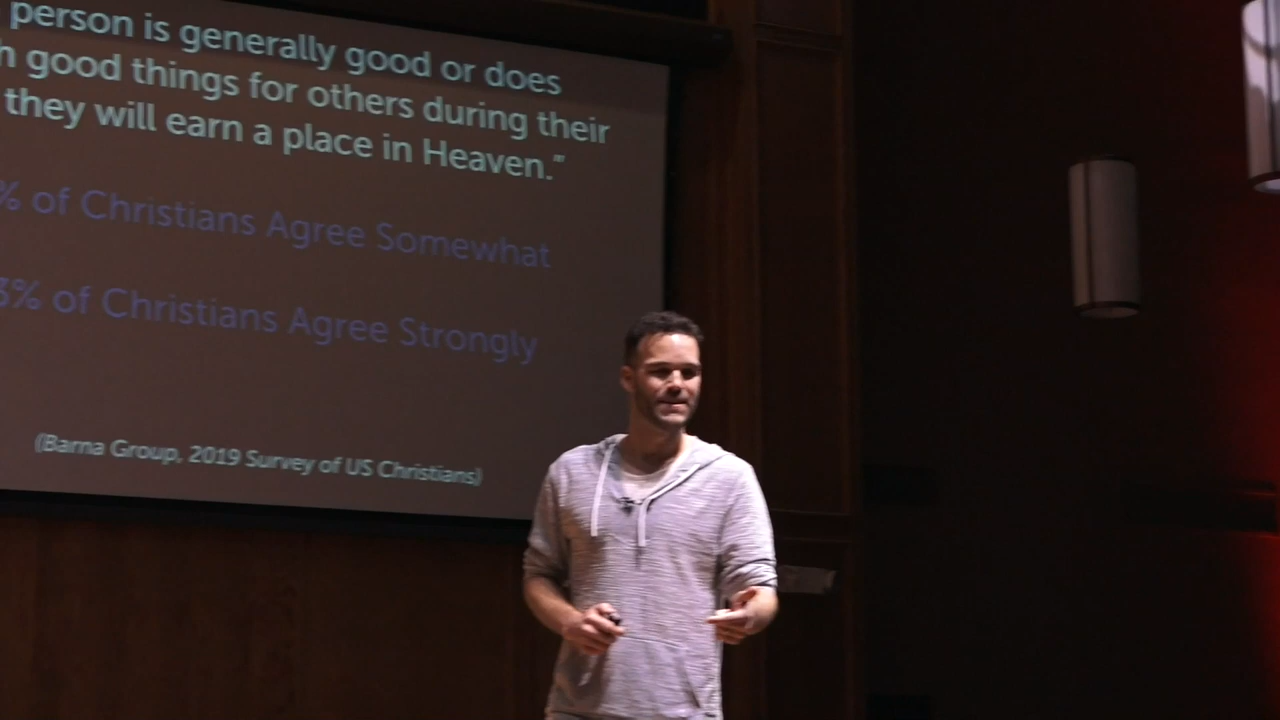 person is generally good or does
h good things for others during their
they will earn a place in Heaven.”
% of Christians Agree Somewhat
3% of Christians Agree Strongly
(Barna Group, 2019 Survey of US Christians)